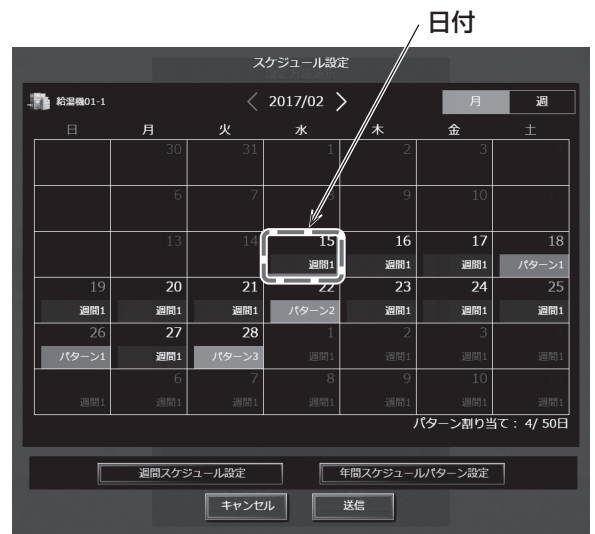 日付
スケジュール設定
給湯機01-1
< 2017/02 >
月 週
日 月 火 水 木 金 土
30 31 1 2 3
6 7 8 9 10
13 14 15 16 17 18
週間1 週間1 週間1 パターン1
19 20 21 22 23 24 25
週間1 週間1 週間1 パターン2 週間1 週間1 週間1
26 27 28 1 2 3
パターン1 週間1 パターン3 週間1 週間1 週間1 週間1
6 7 8 9 10
週間1 週間1 週間1 週間1 週間1 週間1 週間1
パターン割り当て： 4/ 50日
週間スケジュール設定 年間スケジュールパターン設定
キャンセル 送信